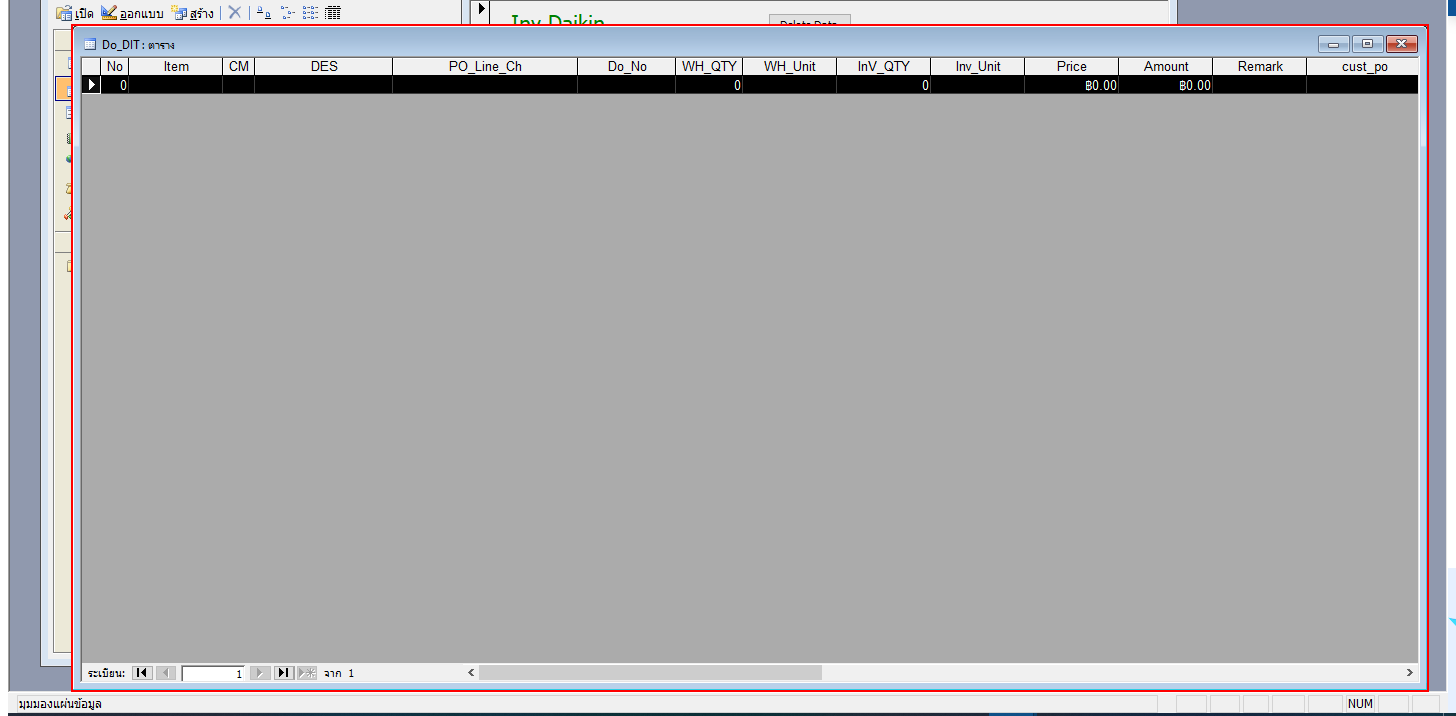 เปิด ออกแบบ สร้าง
Inv Daikin
Delete Data
Do_DIT : ตาราง
No Item CM DES PO_Line_Ch Do_No WH_QTY WH_Unit InV_QTY Inv_Unit Price Amount Remark cust_po
0 0 0 ฿0.00 ฿0.00
ระเบียน: 1 จาก 1
มุมมองแผ่นข้อมูล NUM